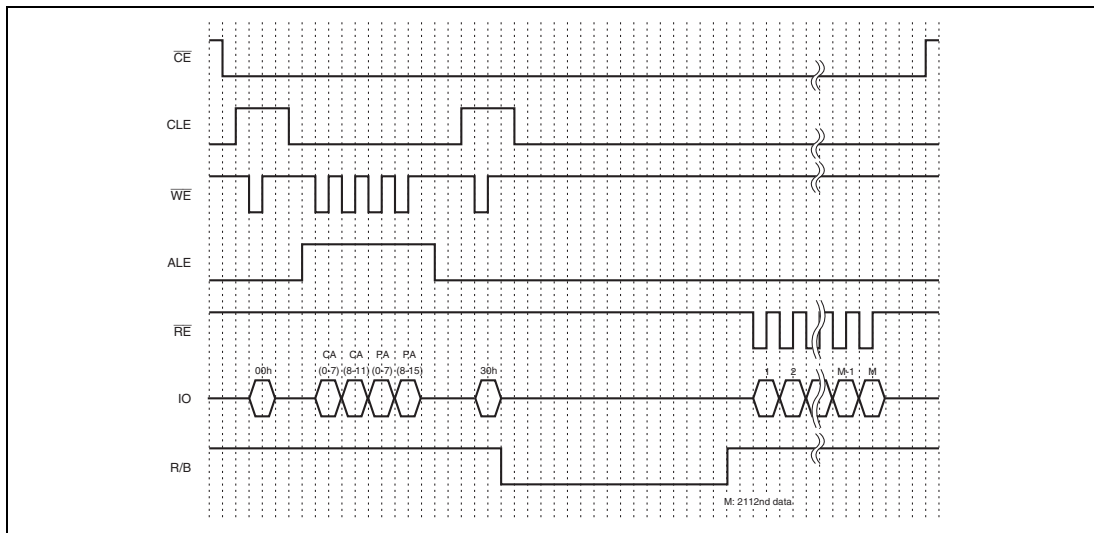 CE
CLE
WE
ALE
RE
CA CA PA PA
00h (0-7) (8-11) (0-7) (8-15) 30h 1 2 M-1 M
IO
R/B
M: 2112nd data